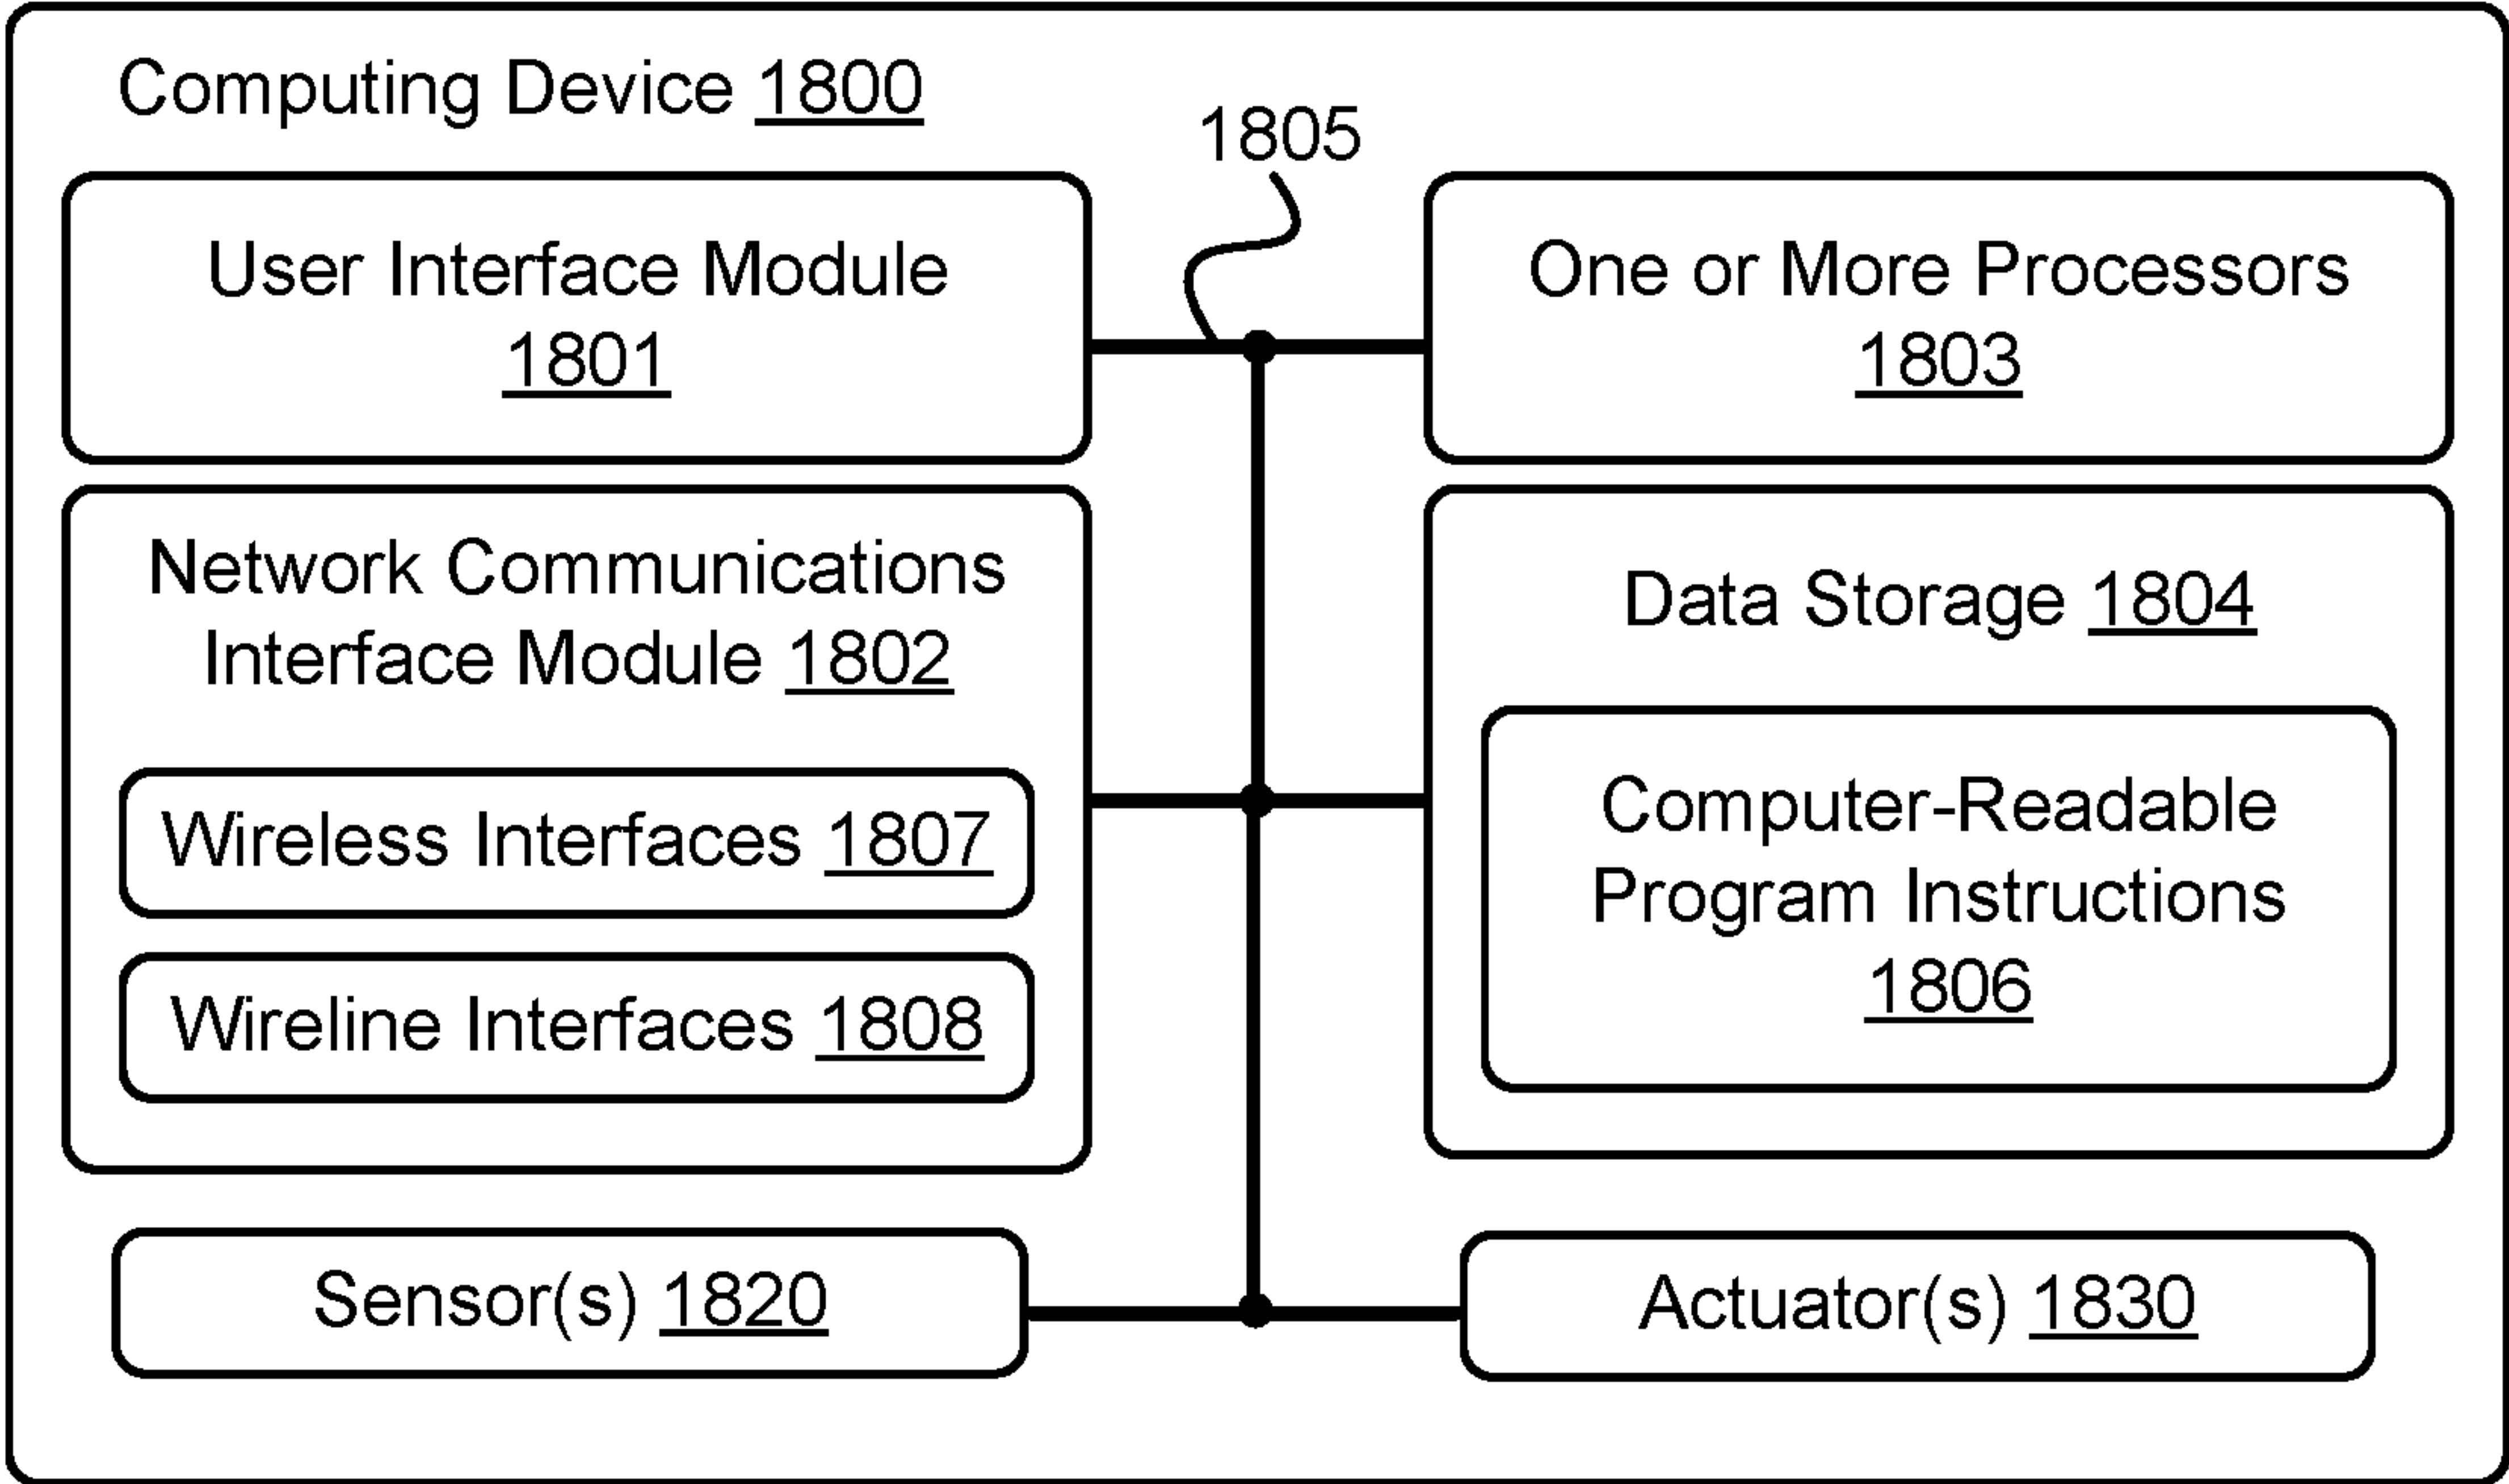 Computing Device 1800
1805
User Interface Module
1801
One or More Processors
1803
Network Communications
Interface Module 1802
Wireless Interfaces 1807
Wireline Interfaces 1808
Data Storage 1804
Computer-Readable
Program Instructions
1806
Sensor(s) 1820
Actuator(s) 1830